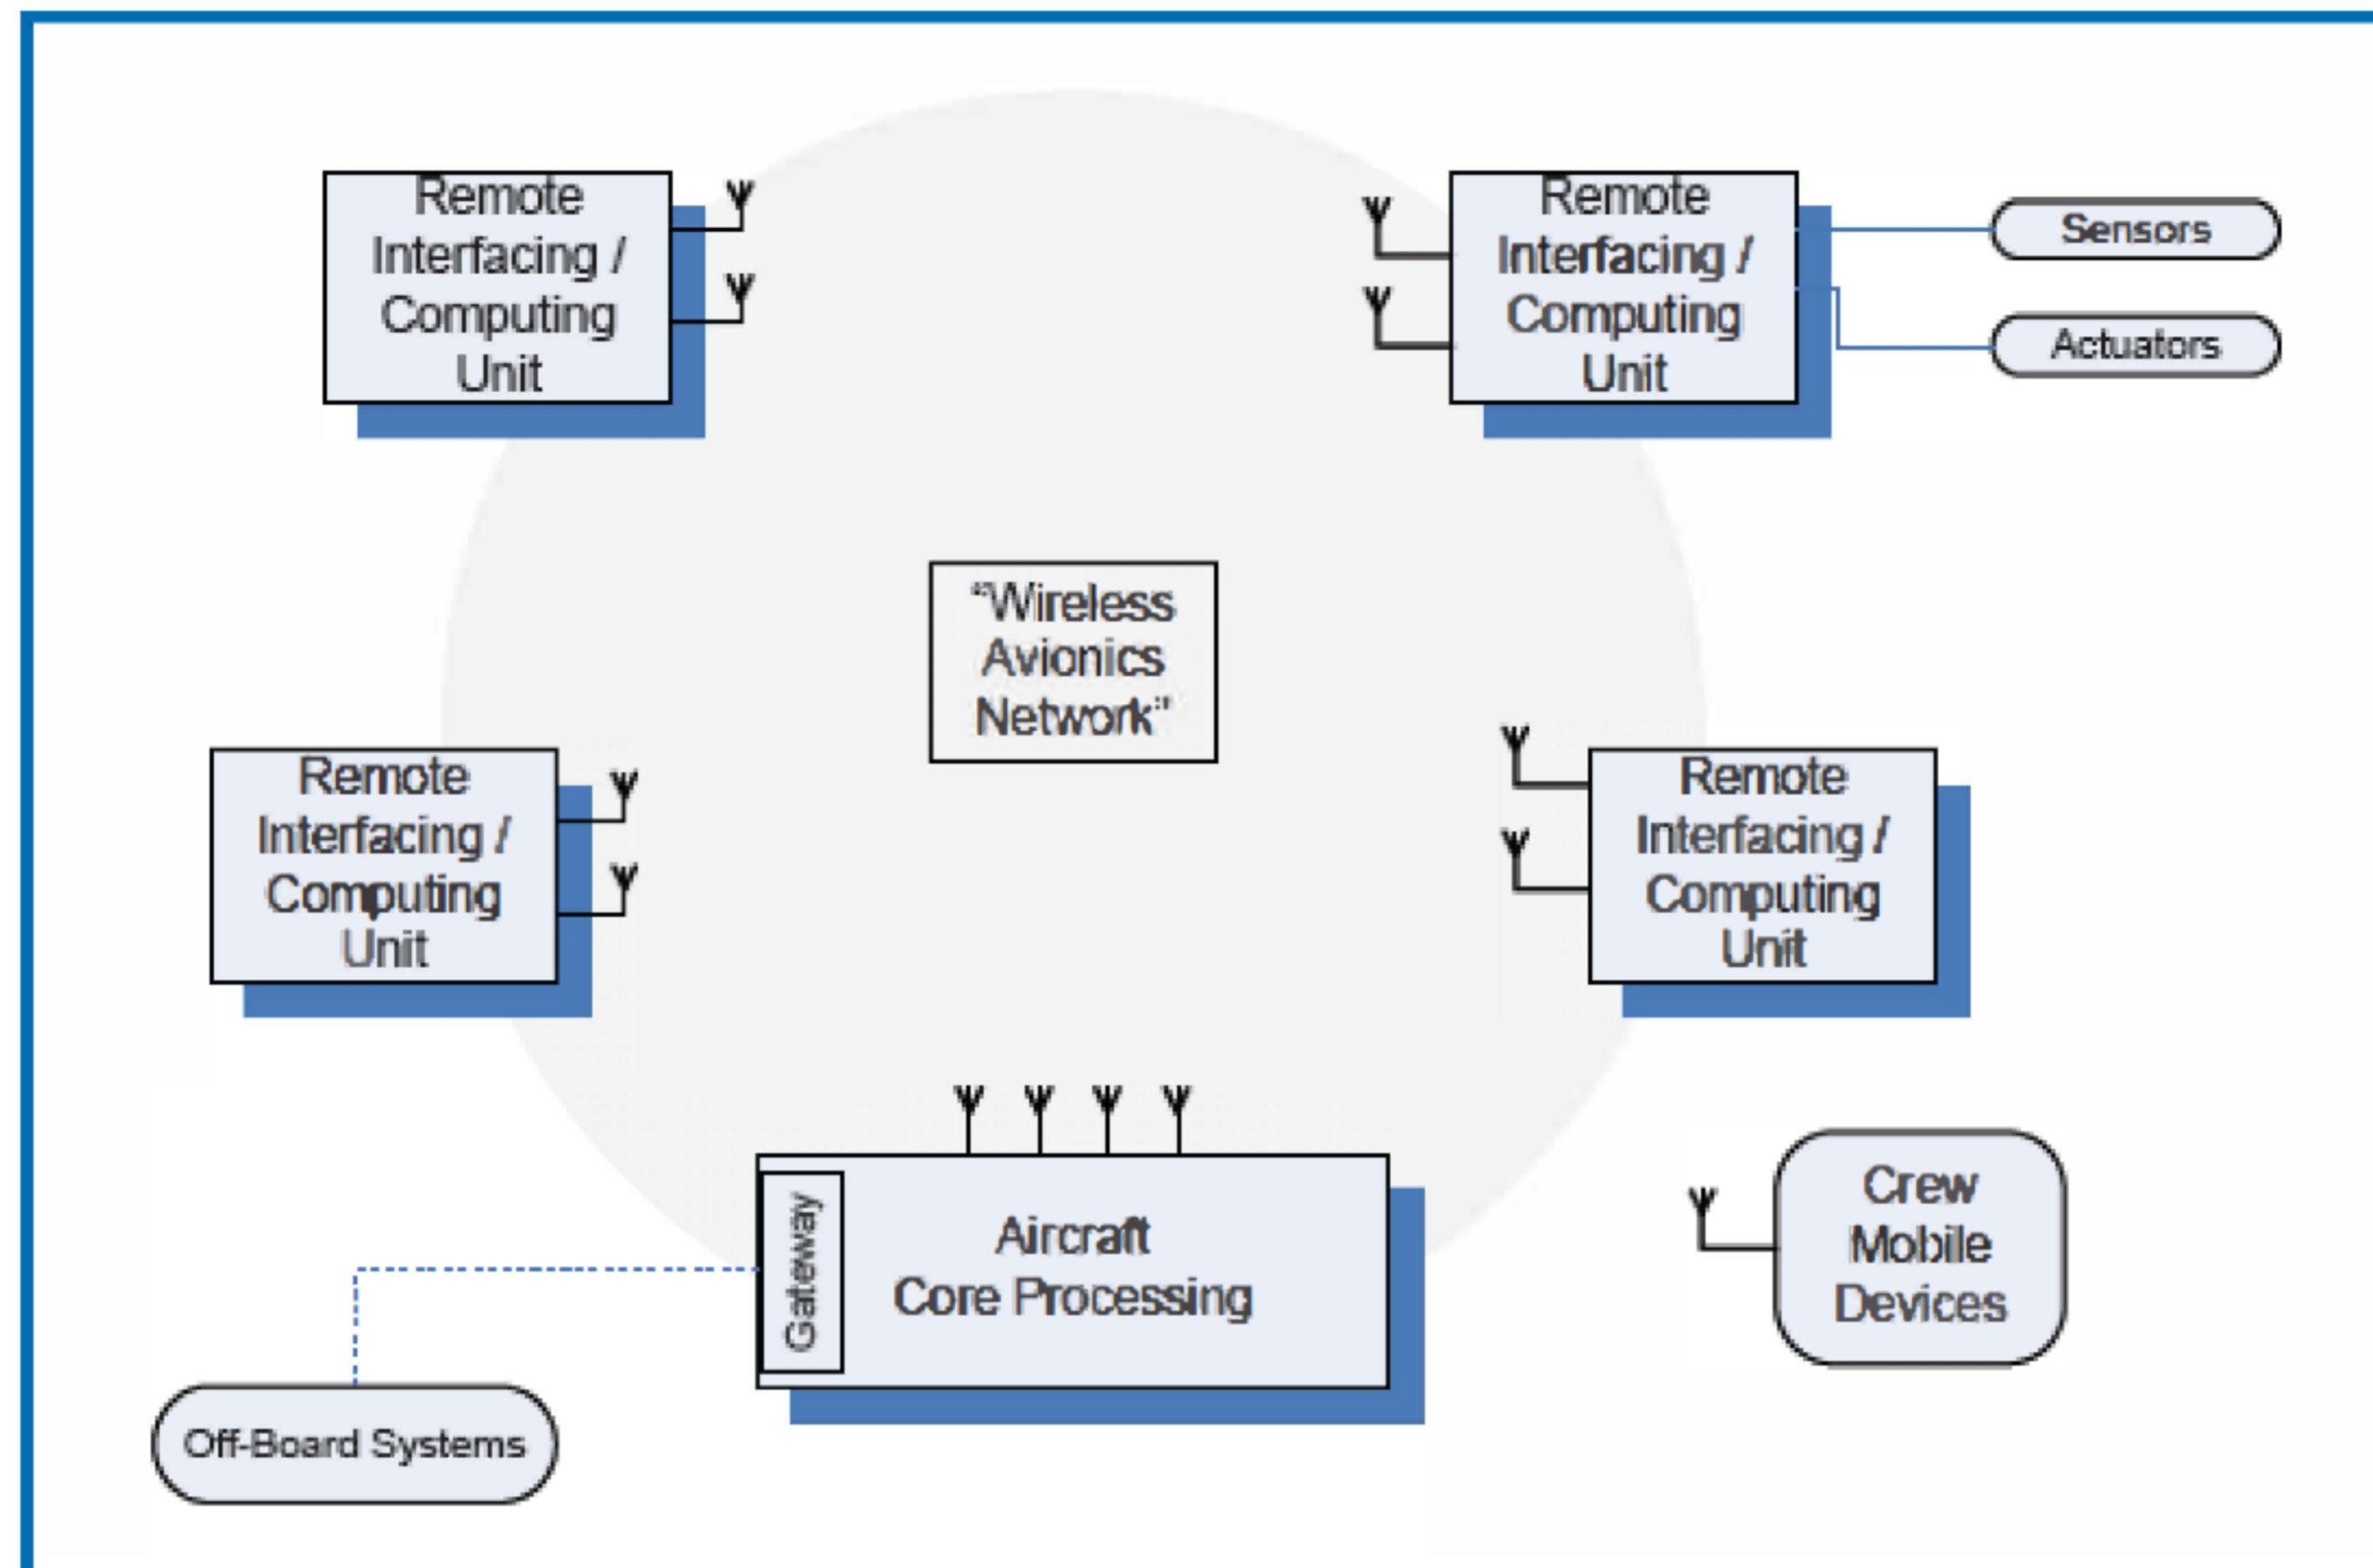 Remote
Interfacing /
Computing
Unit
Remote
Interfacing /
Computing
Unit
Sensors
Actuators
"Wireless
Avionics
Network"
Remote
Interfacing /
Computing
Unit
Remote
Interfacing /
Computing
Unit
Gateway
Aircraft
Core Processing
Crew
Mobile
Devices
Off-Board Systems